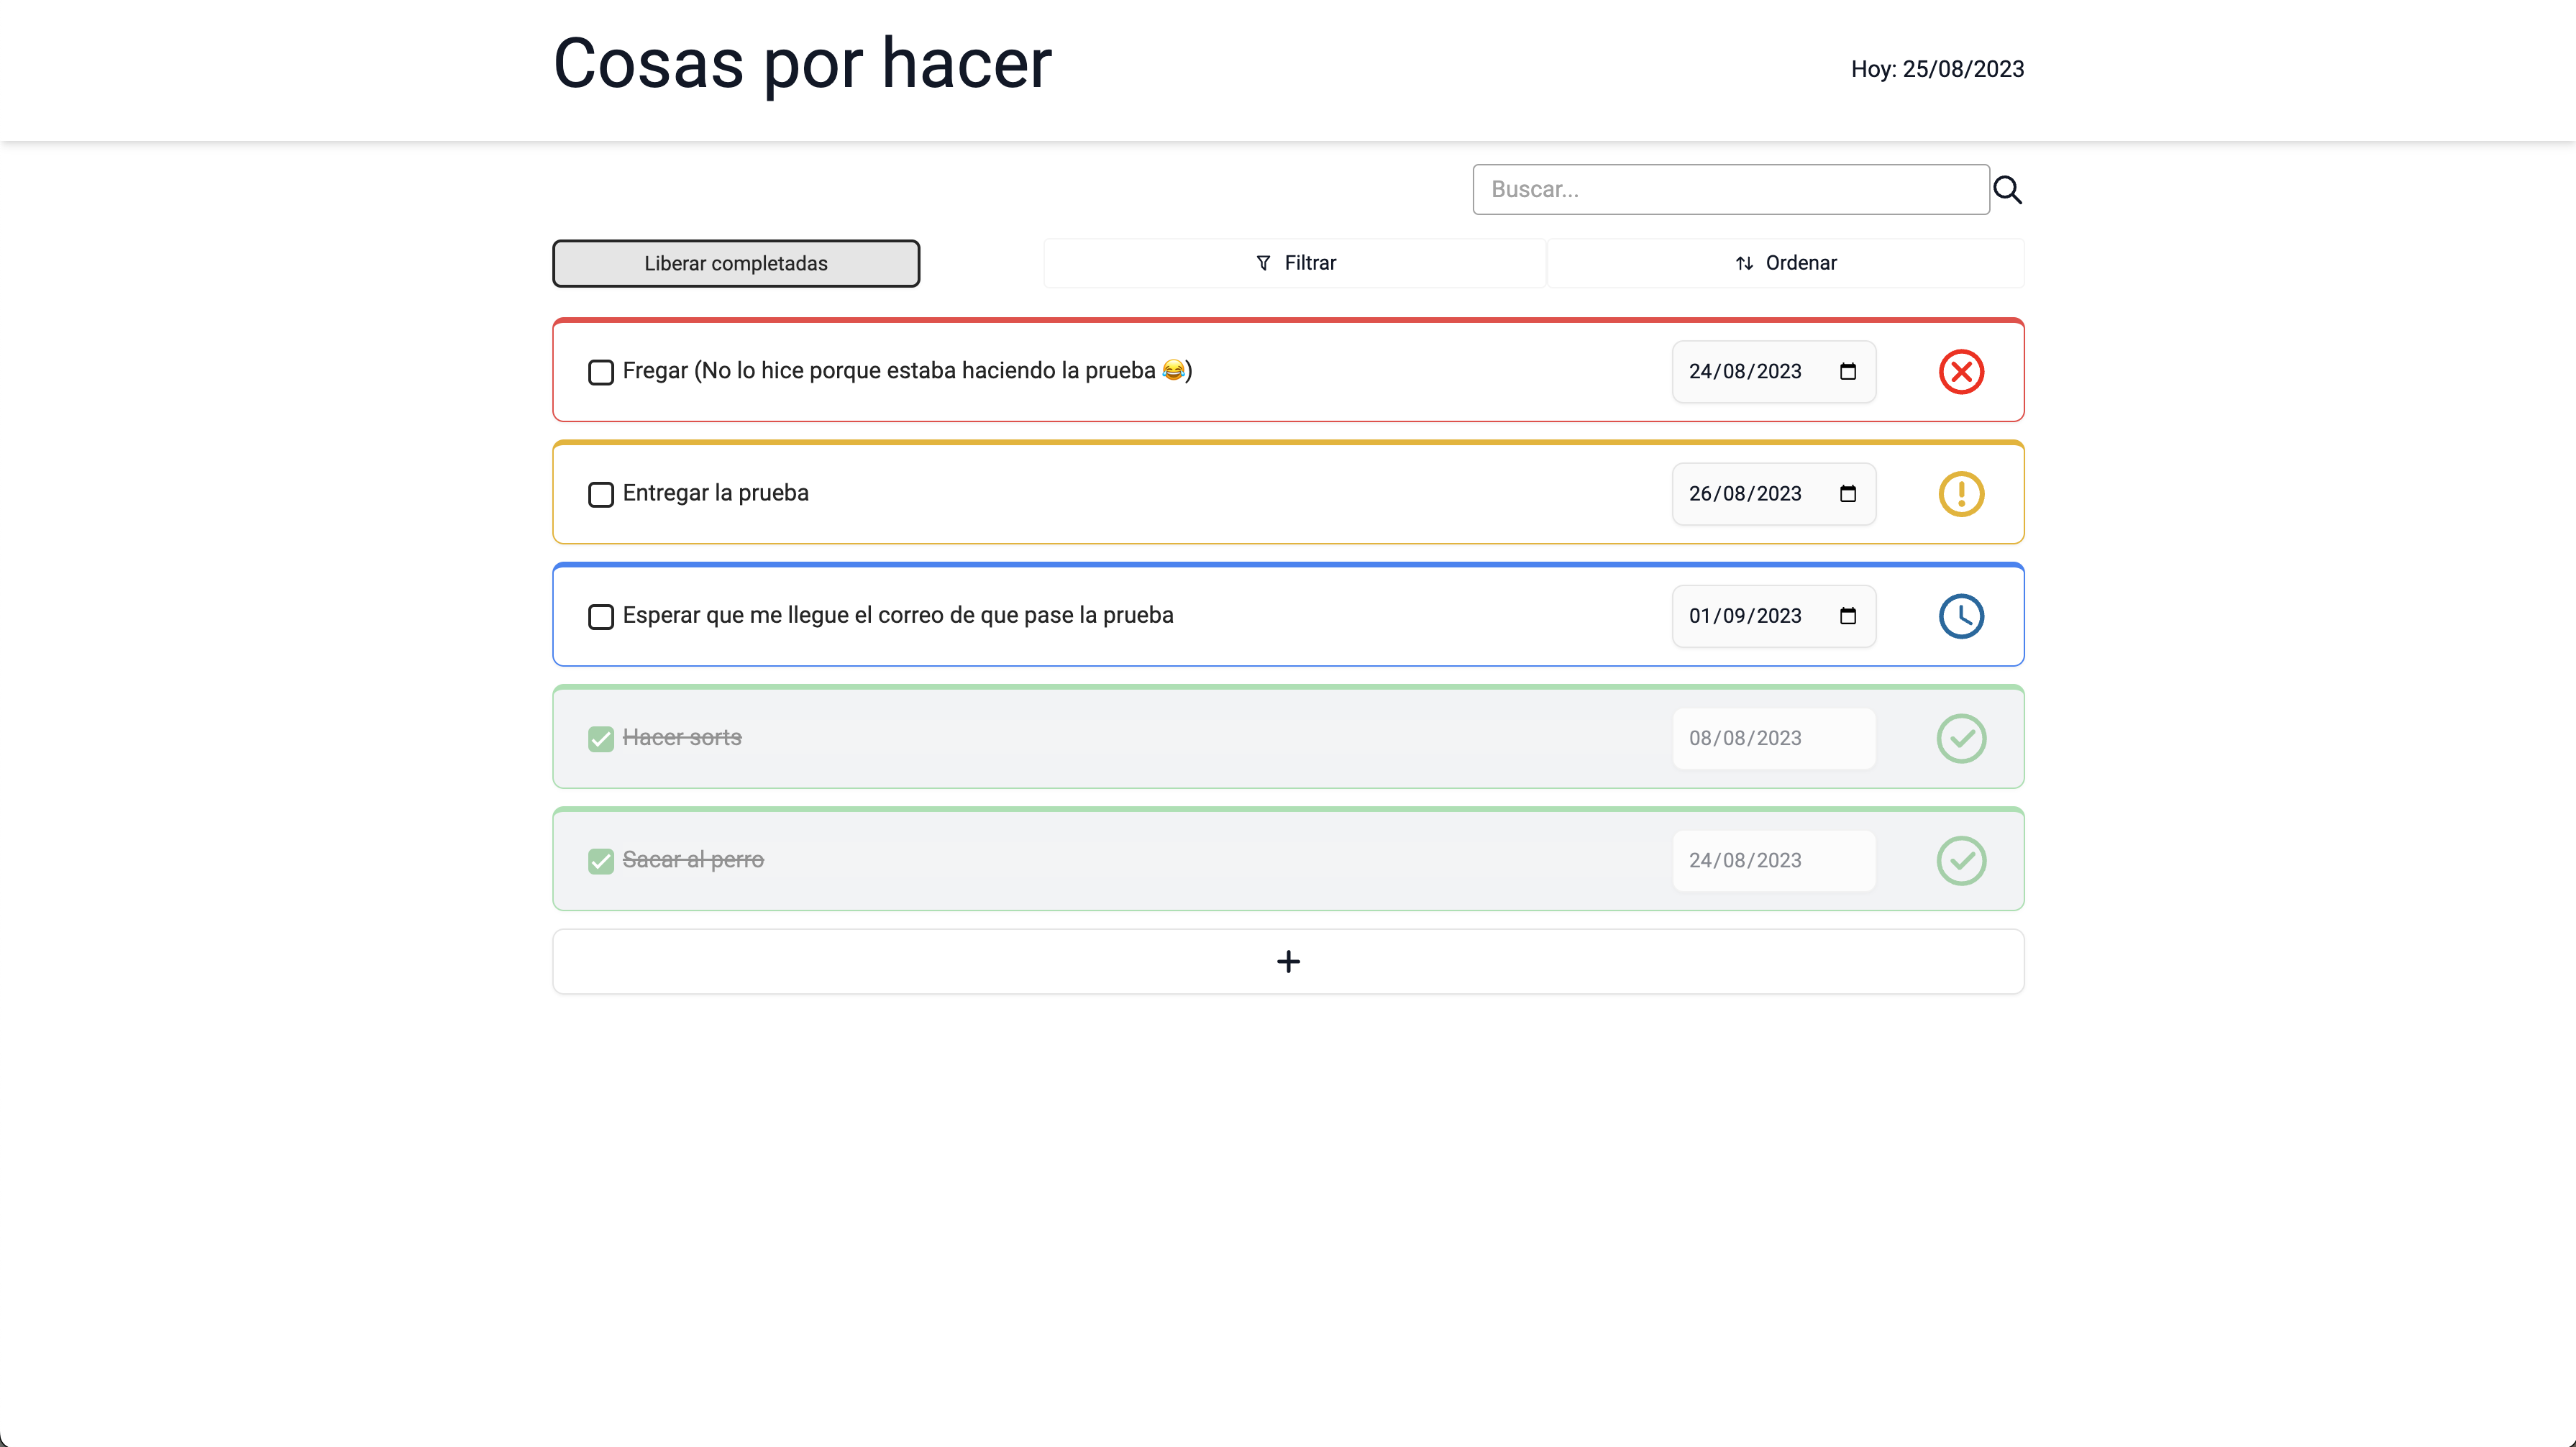 Cosas por hacer
Hoy: 25/08/2023
Buscar...
Liberar completadas
Filtrar
Ordenar
Fregar (No lo hice porque estaba haciendo la prueba 😂)
24/08/2023
Entregar la prueba
26/08/2023
Esperar que me llegue el correo de que pase la prueba
01/09/2023
Hacer sorts
08/08/2023
Sacar al perro
24/08/2023